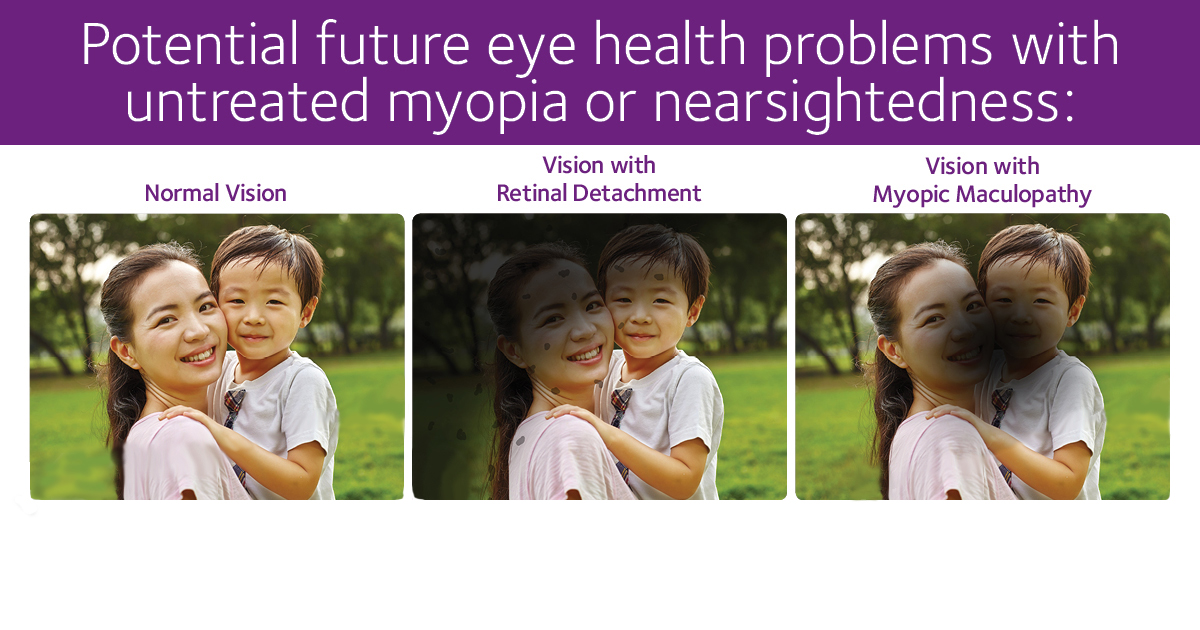 Potential future eye health problems with
untreated myopia or nearsightedness:
Normal Vision
Vision with
Retinal Detachment
Vision with
Myopic Maculopathy